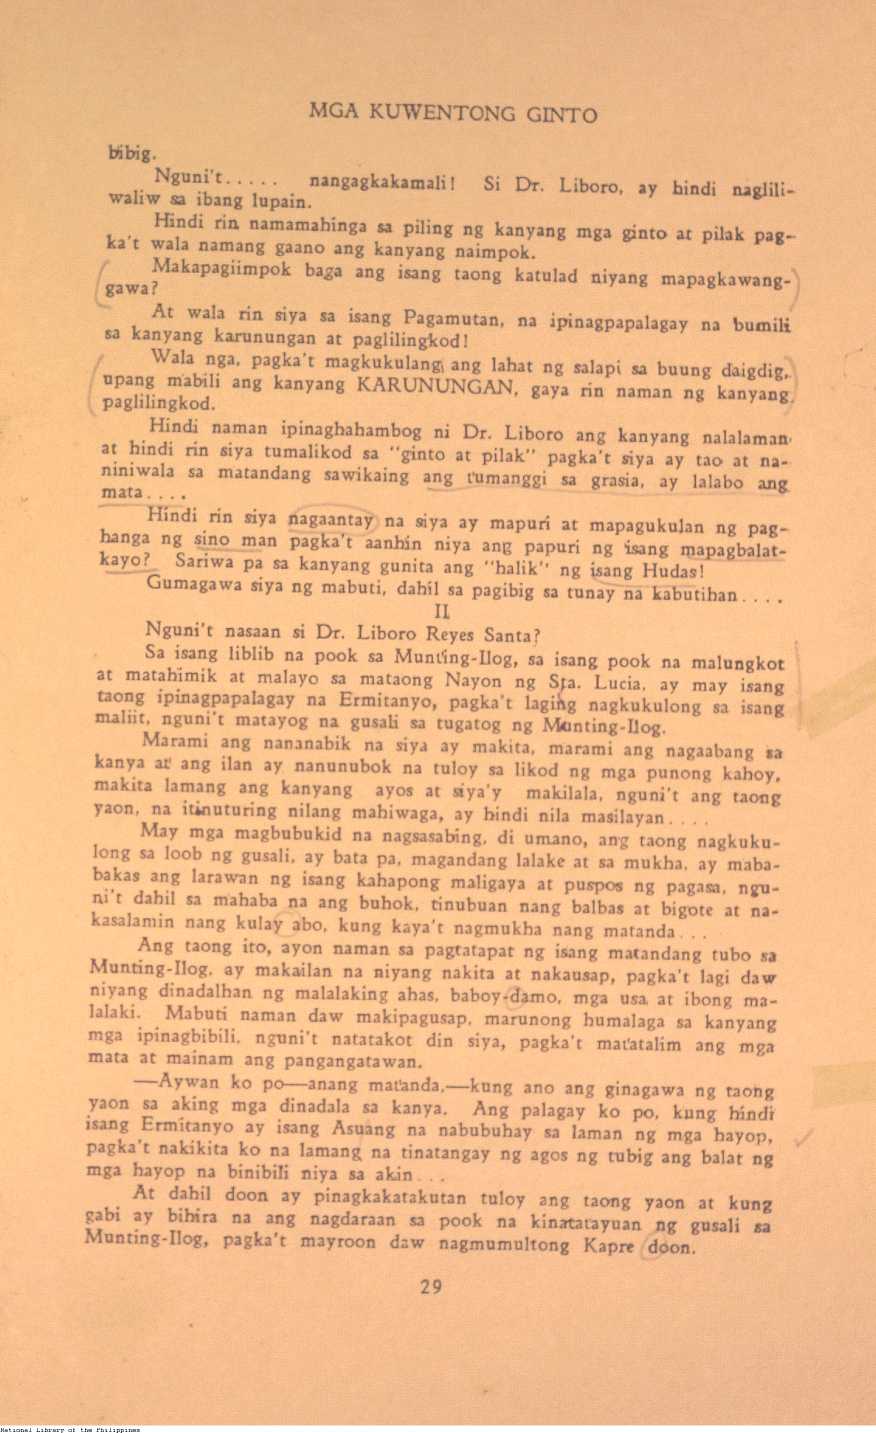 MGA KUWENTONG GINTO
bibig.
Nguni't..... nangagkakamali! Si Dr. Liboro, ay hindi naglili-
waliw sa ibang lupain.
Hindi rin namamahinga sa piling ng kanyang mga ginto at pilak pag-
ka't wala namang gaano ang kanyang naimpok.
Makapagiimpok baga ang isang taong katulad niyang mapagkawang-
gawa?
At wala rin siya sa isang Pagamutan, na ipinagpapalagay na bumili
sa kanyang karunungan at paglilingkod!
Wala nga, pagka't magkukulang ang lahat ng salapi sa buung daigdig,
upang mabili ang kanyang KARUNUNGAN, gaya rin naman ng kanyang
paglilingkod.
Hindi naman ipinaghahambog ni Dr. Liboro ang kanyang nalalaman
at hindi rin siya tumalikod sa "ginto at pilak" pagka't siya ay tao at na-
niniwala sa matandang sawikaing ang tumanggi sa grasia, ay lalabo ang
mata....
Hindi rin siya nagaantay na siya ay mapuri at mapagukulan ng pag-
hanga ng sino man pagka't aanhin niya ang papuri ng isang mapagbalat-
kayo? Sariwa pa sa kanyang gunita ang "halik" ng isang Hudas!
Gumagawa siya ng mabuti, dahil sa pagibig sa tunay na kabutihan....
II
Nguni't nasaan si Dr. Liboro Reyes Santa?
Sa isang liblib na pook sa Munting-Ilog, sa isang pook na malungkot
at matahimik at malayo sa mataong Nayon ng Sta. Lucia, ay may isang
taong ipinagpapalagay na Ermitanyo, pagka't laging nagkukulong sa isang
maliit, nguni't matayog na gusali sa tugatog ng Munting-Ilog.
Marami ang nananabik na siya ay makita, marami ang nagaabang sa
kanya at ang ilan ay nanunubok na tuloy sa likod ng mga punong kahoy,
makita lamang ang kanyang ayos at siya'y makilala, nguni't ang taong
yaon, na itinuturing nilang mahiwaga, ay hindi nila masilayan....
May mga magbubukid na nagsasabing, di umano, ang taong nagkuku-
long sa loob ng gusali, ay bata pa, magandang lalake at sa mukha, ay maba-
bakas ang larawan ng isang kahapong maligaya at puspos ng pagasa, ngu-
ni't dahil sa mahaba na ang buhok, tinubuan nang balbas at bigote at na-
kasalamin nang kulay abo, kung kaya't nagmukha nang matanda...
Ang taong ito, ayon naman sa pagtatapat ng isang matandang tubo sa
Munting-Ilog, ay makailan na niyang nakita at nakausap, pagka't lagi daw
niyang dinadalhan ng malalaking ahas, baboy-damo, mga usa at ibong ma-
lalaki. Mabuti naman daw makipagusap, marunong humalaga sa kanyang
mga ipinagbibili, nguni't natatakot din siya, pagka't matatalim ang mga
mata at mainam ang pangangatawan.
—Aywan ko po—anang matanda,—kung ano ang ginagawa ng taong
yaon sa aking mga dinadala sa kanya. Ang palagay ko po, kung hindi
isang Ermitanyo ay isang Asuang na nabubuhay sa laman ng mga hayop,
pagka't nakikita ko na lamang na tinatangay ng agos ng tubig ang balat ng
mga hayop na binibili niya sa akin...
At dahil doon ay pinagkakatakutan tuloy ang taong yaon at kung
gabi ay bihira na ang nagdaraan sa pook na kinatatayuan ng gusali sa
Munting-Ilog, pagka't mayroon daw nagmumultong Kapre doon.
29
National Library of the Philippines